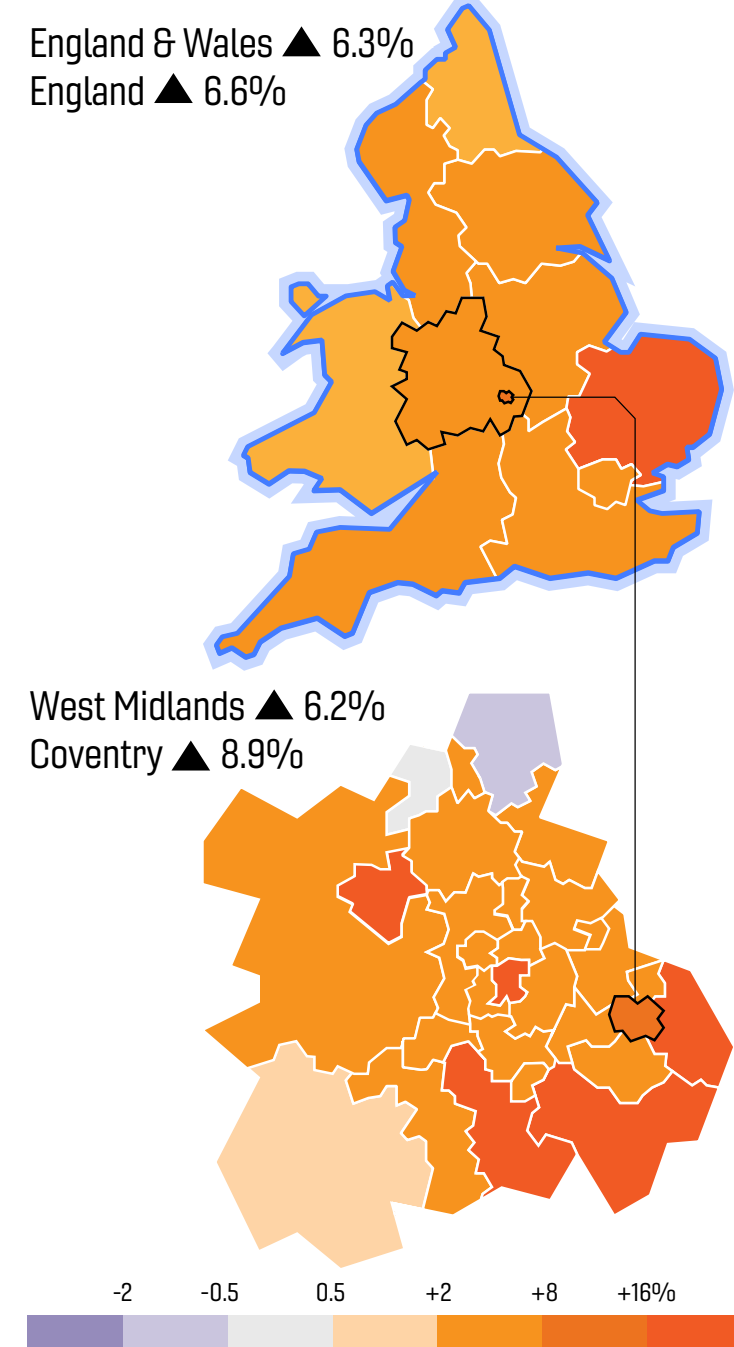 England & Wales ▲ 6.3%
England ▲ 6.6%
West Midlands ▲ 6.2%
Coventry ▲ 8.9%
-2 -0.5 0.5 +2 +8 +16%